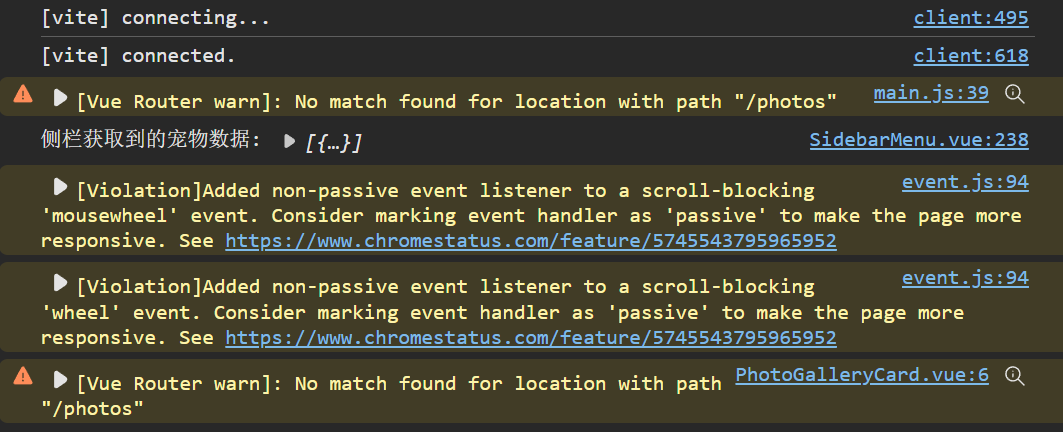 [vite] connecting... client:495
[vite] connected. client:618
[Vue Router warn]: No match found for location with path "/photos" main.js:39
侧栏获取到的宠物数据: [{…}] SidebarMenu.vue:238
[Violation]Added non-passive event listener to a scroll-blocking event.js:94
'mousewheel' event. Consider marking event handler as 'passive' to make the page more
responsive. See https://www.chromestatus.com/feature/5745543795965952
[Violation]Added non-passive event listener to a scroll-blocking event.js:94
'wheel' event. Consider marking event handler as 'passive' to make the page more
responsive. See https://www.chromestatus.com/feature/5745543795965952
[Vue Router warn]: No match found for location with path PhotoGalleryCard.vue:6
"/photos"